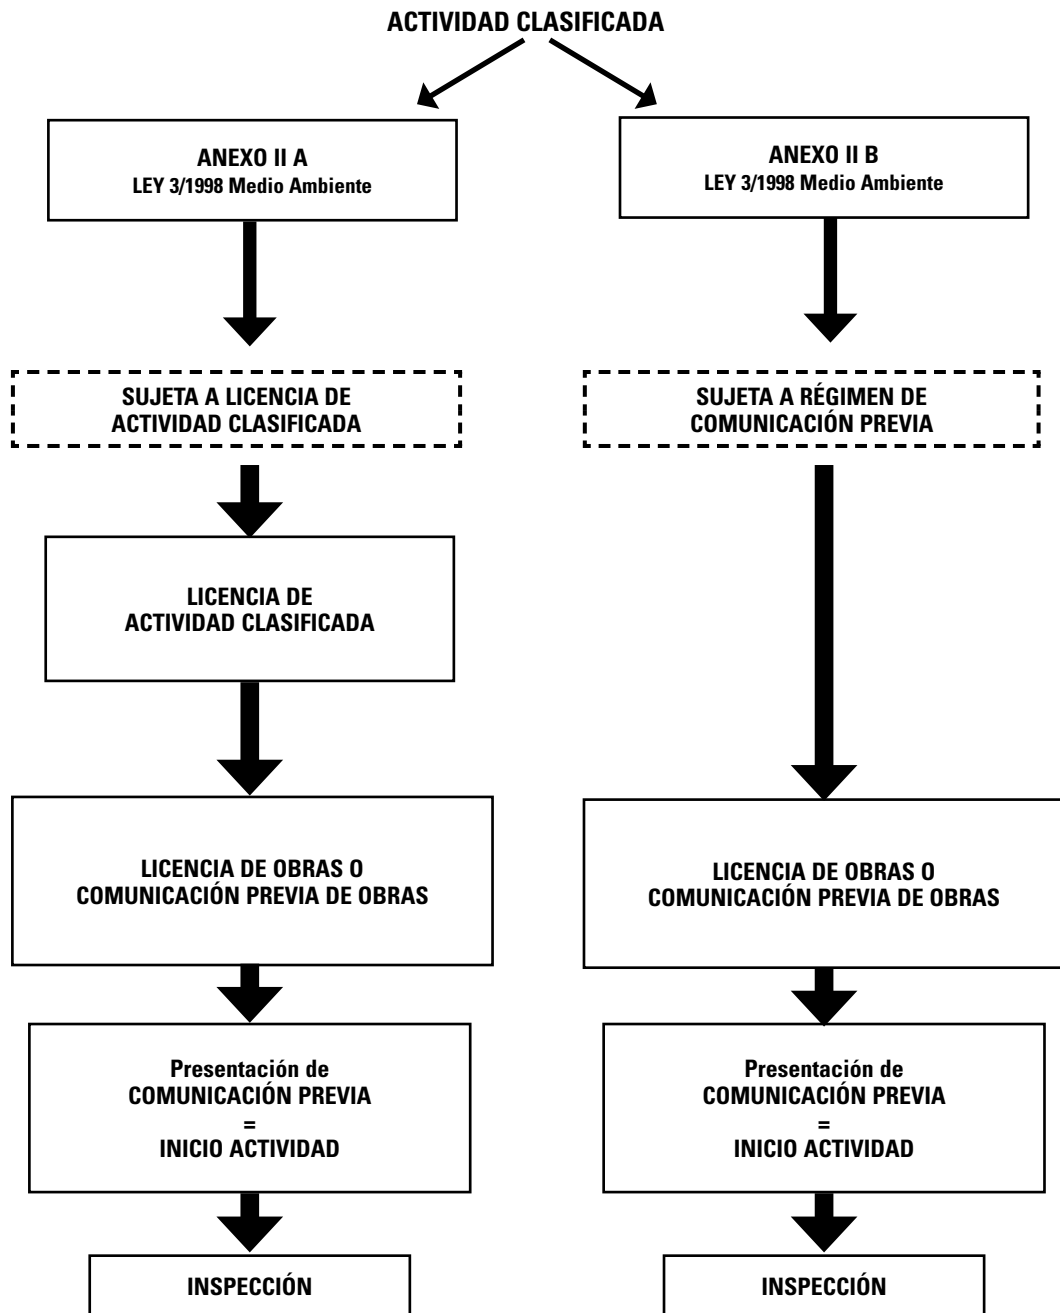 ACTIVIDAD CLASIFICADA
ANEXO II A
LEY 3/1998 Medio Ambiente
SUJETA A LICENCIA DE
ACTIVIDAD CLASIFICADA
LICENCIA DE
ACTIVIDAD CLASIFICADA
LICENCIA DE OBRAS O
COMUNICACIÓN PREVIA DE OBRAS
Presentación de
COMUNICACIÓN PREVIA
=
INICIO ACTIVIDAD
INSPECCIÓN
ANEXO II B
LEY 3/1998 Medio Ambiente
SUJETA A RÉGIMEN DE
COMUNICACIÓN PREVIA
LICENCIA DE OBRAS O
COMUNICACIÓN PREVIA DE OBRAS
Presentación de
COMUNICACIÓN PREVIA
=
INICIO ACTIVIDAD
INSPECCIÓN